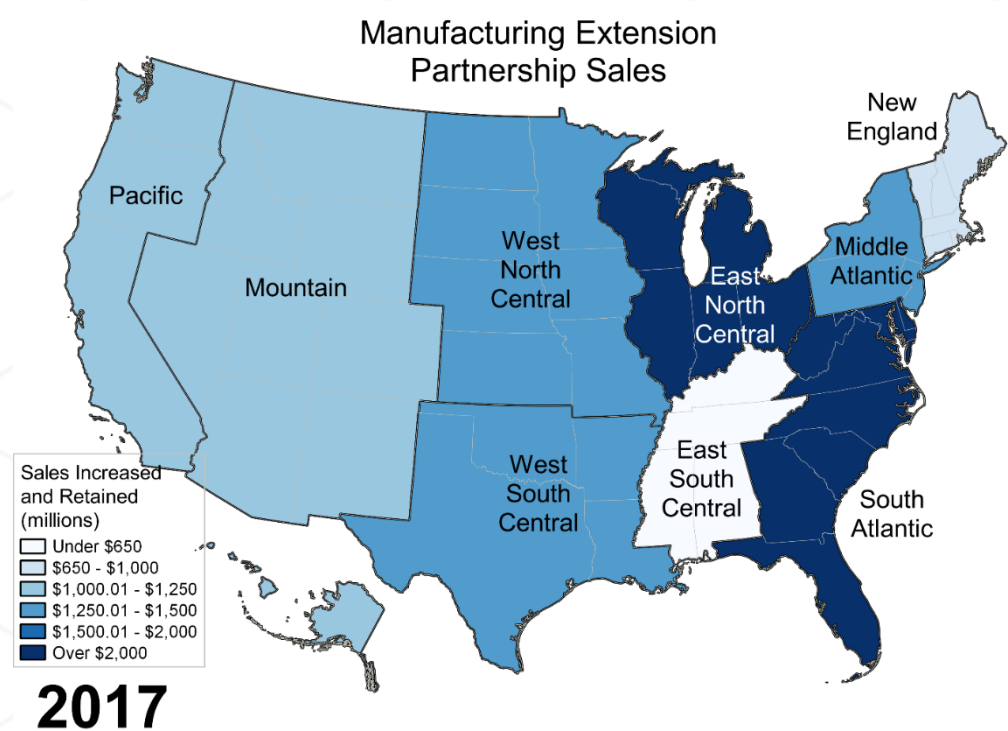 Manufacturing Extension
Partnership Sales
New
England
Pacific
Mountain
West
North
Central
Middle
Atlantic
East
North
Central
West
South
Central
East
South
Central
South
Atlantic
Sales Increased
and Retained
(millions)
Under $650
$650 - $1,000
$1,000.01 - $1,250
$1,250.01 - $1,500
$1,500.01 - $2,000
Over $2,000
2017